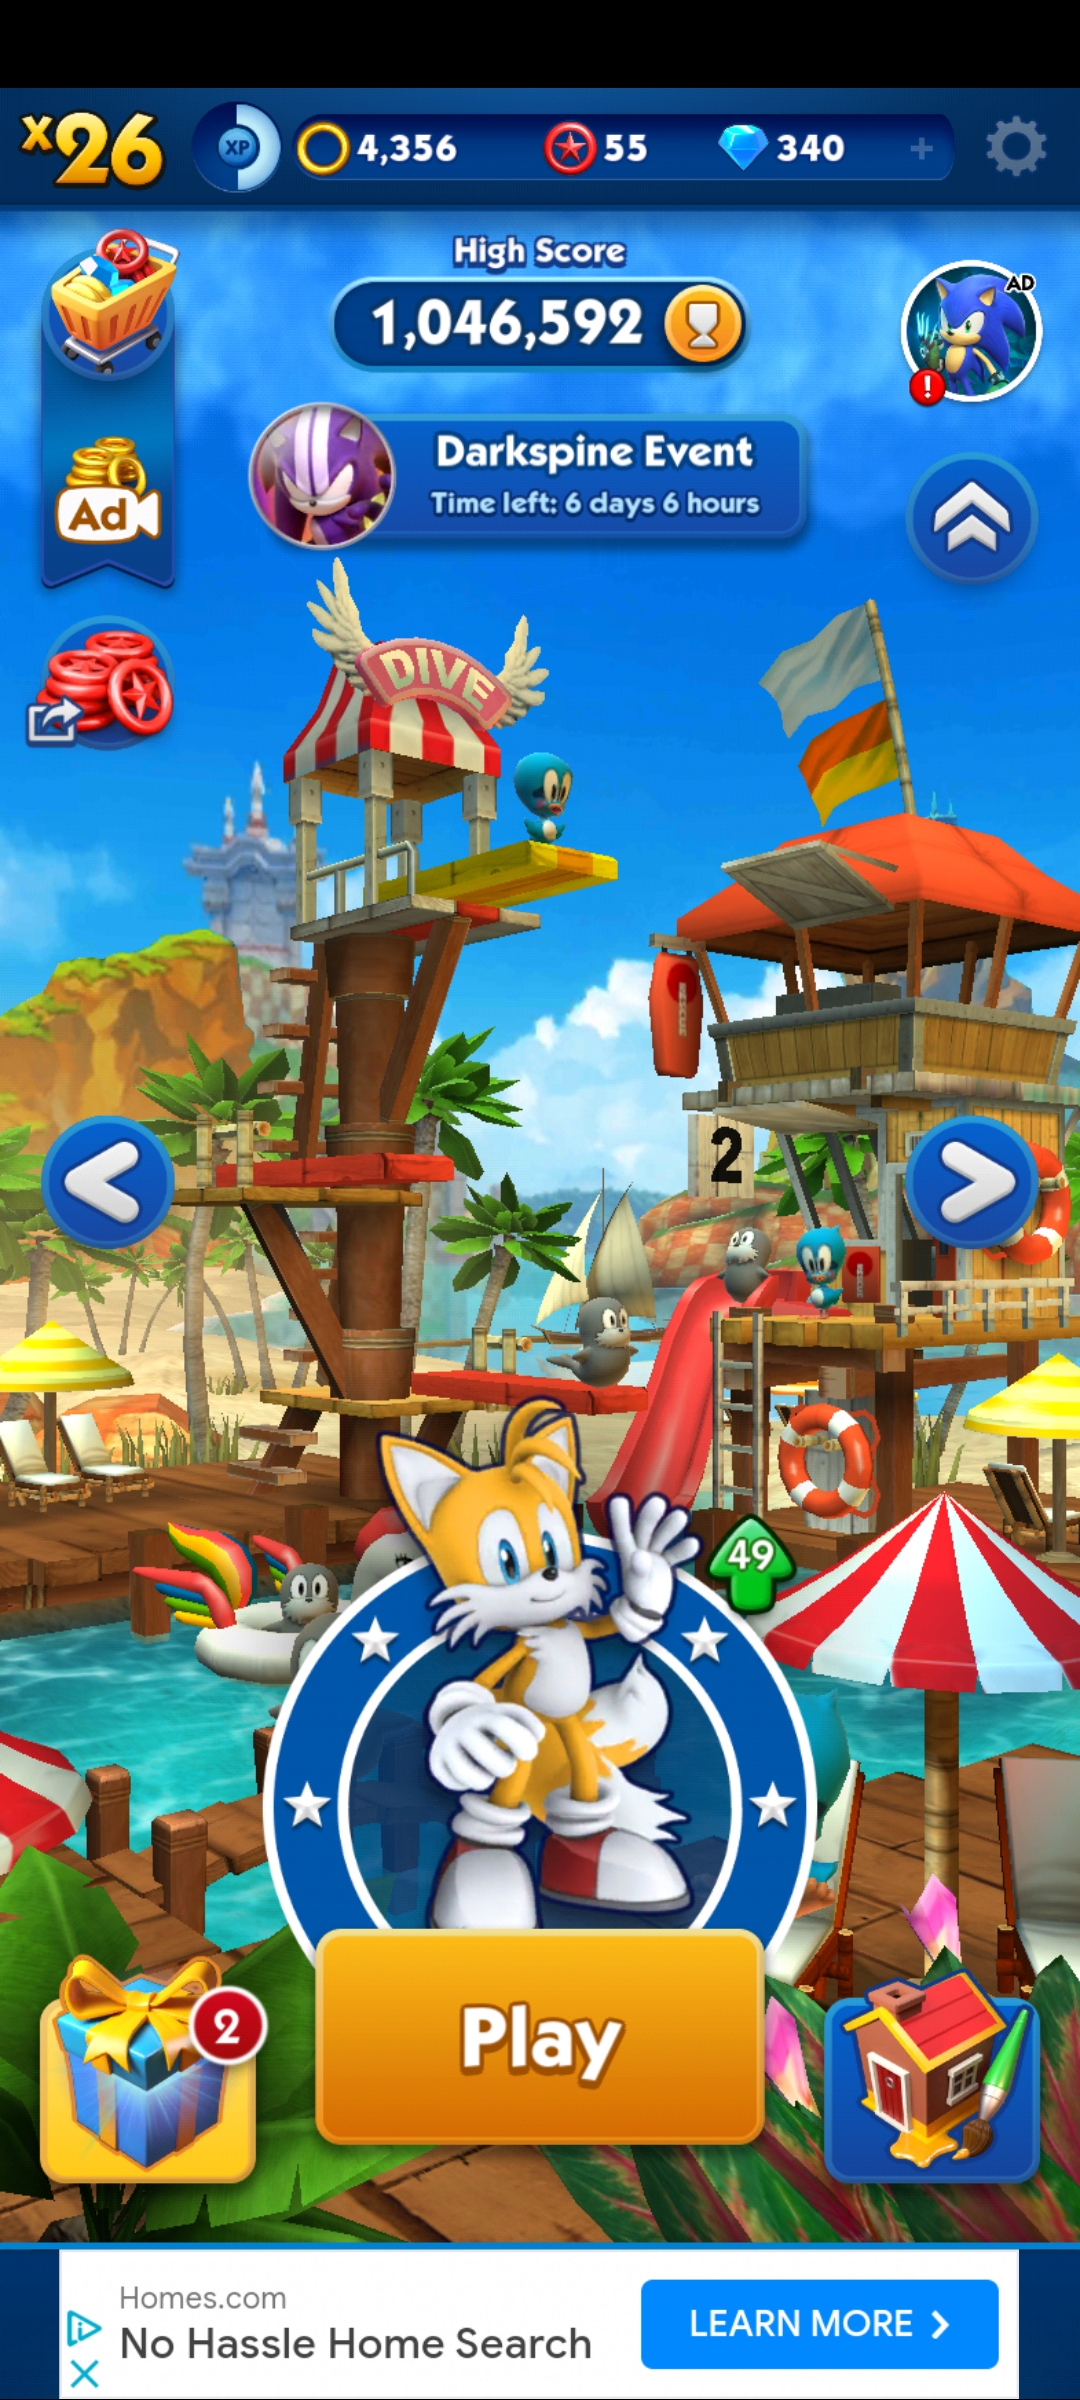 x26
XP
4,356
55
340
High Score
1,046,592
AD
!
Darkspine Event
Time left: 6 days 6 hours
Ad
DIVE
RESCUE
2
49
2
Play
Homes.com
No Hassle Home Search
LEARN MORE